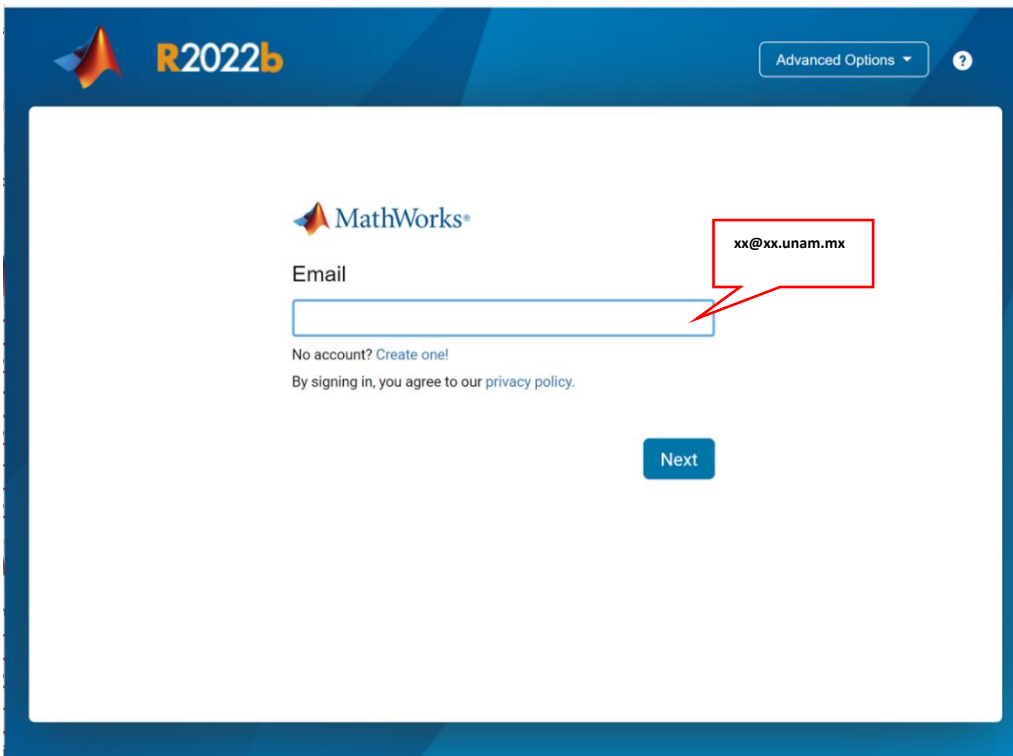 R2022b
Advanced Options
?
MathWorks®
xx@xx.unam.mx
Email
No account? Create one!
By signing in, you agree to our privacy policy.
Next